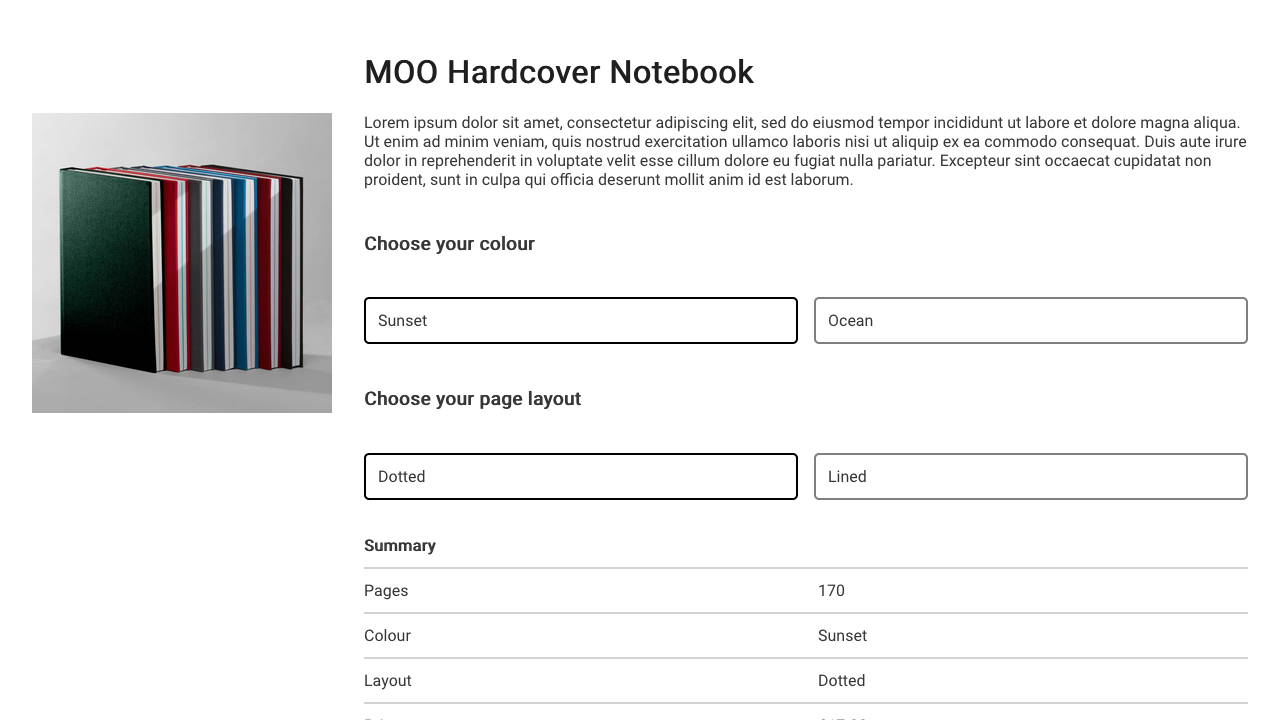 MOO Hardcover Notebook
Lorem ipsum dolor sit amet, consectetur adipiscing elit, sed do eiusmod tempor incididunt ut labore et dolore magna aliqua.
Ut enim ad minim veniam, quis nostrud exercitation ullamco laboris nisi ut aliquip ex ea commodo consequat. Duis aute irure
dolor in reprehenderit in voluptate velit esse cillum dolore eu fugiat nulla pariatur. Excepteur sint occaecat cupidatat non
proident, sunt in culpa qui officia deserunt mollit anim id est laborum.
Choose your colour
Sunset Ocean
Choose your page layout
Dotted Lined
Summary
Pages 170
Colour Sunset
Layout Dotted